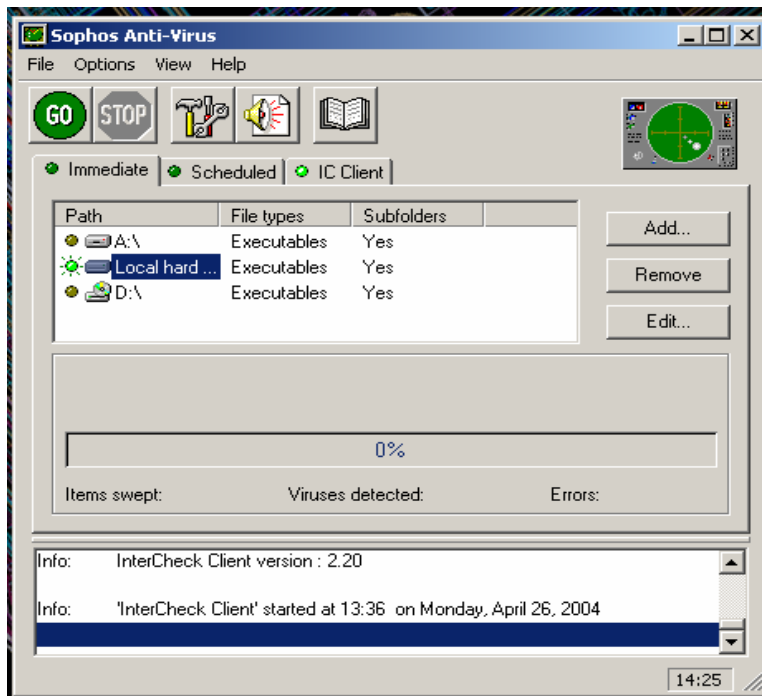 Sophos Anti-Virus
File Options View Help
GO STOP
Immediate Scheduled IC Client
Path File types Subfolders
A:\ Executables Yes
Local hard ... Executables Yes
D:\ Executables Yes
Add...
Remove
Edit...
0%
Items swept: Viruses detected: Errors:
Info: InterCheck Client version : 2.20
Info: 'InterCheck Client' started at 13:36 on Monday, April 26, 2004
14:25